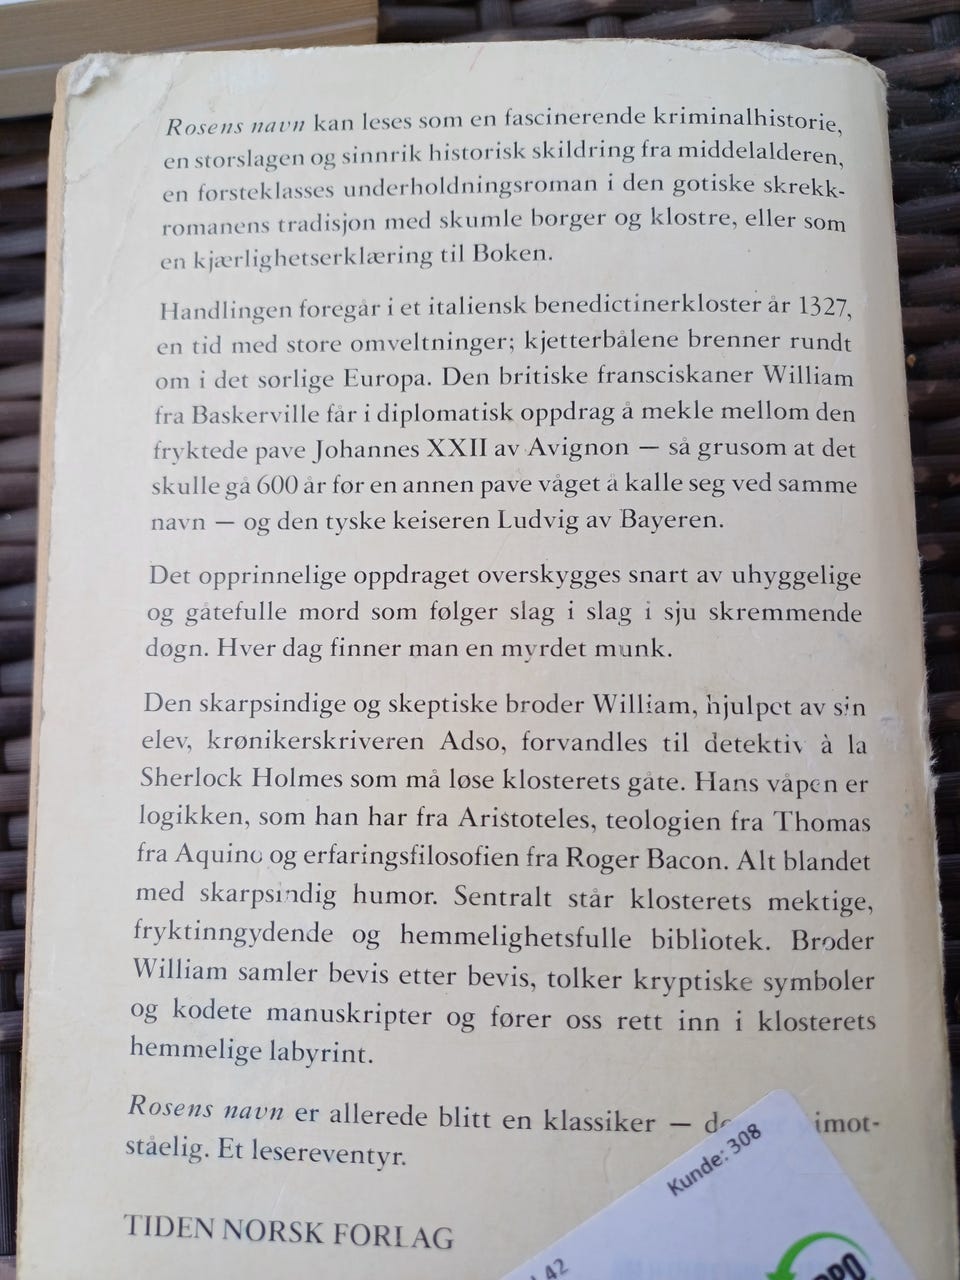 Rosens navn kan leses som en fascinerende kriminalhistorie,
en storslagen og sinnrik historisk skildring fra middelalderen,
en førsteklasses underholdningsroman i den gotiske skrekk-
romanens tradisjon med skumle borger og klostre, eller som
en kjærlighetserklæring til Boken.
Handlingen foregår i et italiensk benedictinerkloster år 1327,
en tid med store omveltninger; kjetterbålene brenner rundt
om i det sørlige Europa. Den britiske fransciskaner William
fra Baskerville får i diplomatisk oppdrag å mekle mellom den
fryktede pave Johannes XXII av Avignon — så grusom at det
skulle gå 600 år før en annen pave våget å kalle seg ved samme
navn — og den tyske keiseren Ludvig av Bayeren.
Det opprinnelige oppdraget overskygges snart av uhyggelige
og gåtefulle mord som følger slag i slag i sju skremmende
døgn. Hver dag finner man en myrdet munk.
Den skarpsindige og skeptiske broder William, hjulpet av sin
elev, krønikerskriveren Adso, forvandles til detektiv à la
Sherlock Holmes som må løse klosterets gåte. Hans våpen er
logikken, som han har fra Aristoteles, teologien fra Thomas
fra Aquino og erfaringsfilosofien fra Roger Bacon. Alt blandet
med skarpsindig humor. Sentralt står klosterets mektige,
fryktinngydende og hemmelighetsfulle bibliotek. Broder
William samler bevis etter bevis, tolker kryptiske symboler
og kodete manuskripter og fører oss rett inn i klosterets
hemmelige labyrint.
Rosens navn er allerede blitt en klassiker — imot-
ståelig. Et lesereventyr.
Kunde: 308
TIDEN NORSK FORLAG
42